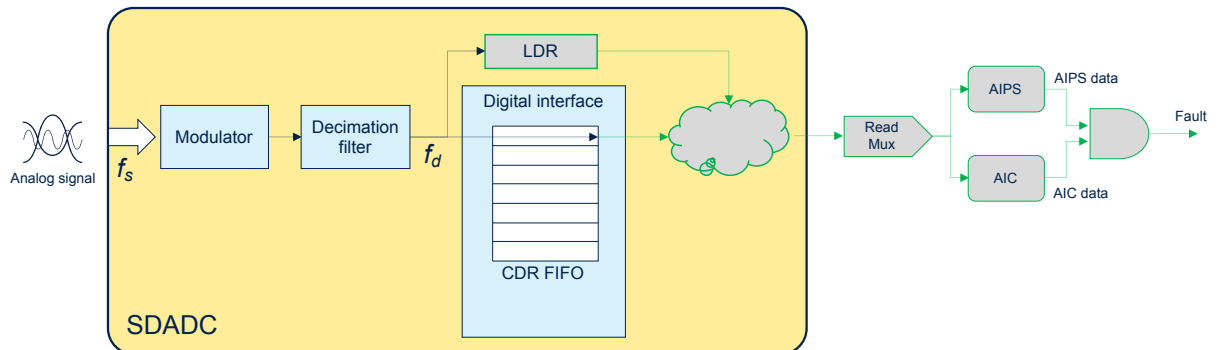 LDR
Digital interface
Modulator
Decimation
filter
Analog signal
fs
fd
CDR FIFO
SDADC
Read
Mux
AIPS
AIPS data
AIC
AIC data
Fault